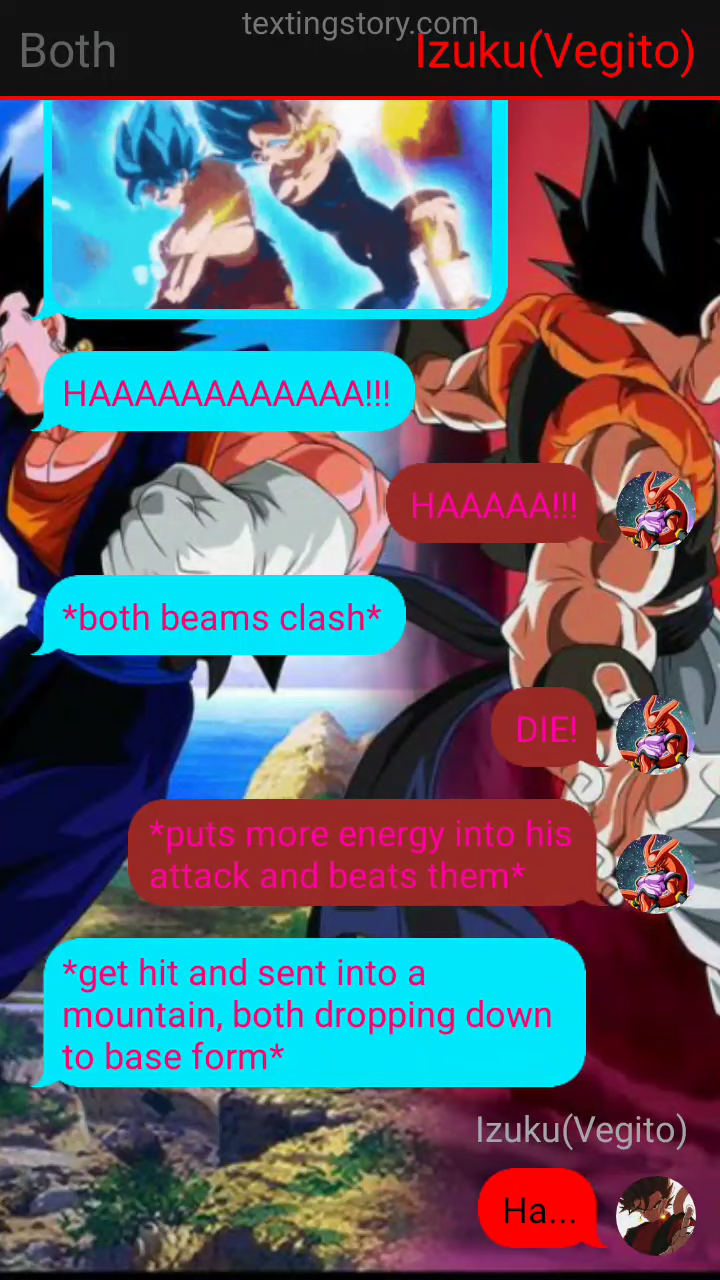 textingstory.com
Both
Izuku(Vegito)
HAAAAAAAAAAAA!!!
HAAAAA!!!
*both beams clash*
DIE!
*puts more energy into his
attack and beats them*
*get hit and sent into a
mountain, both dropping down
to base form*
Izuku(Vegito)
Ha...